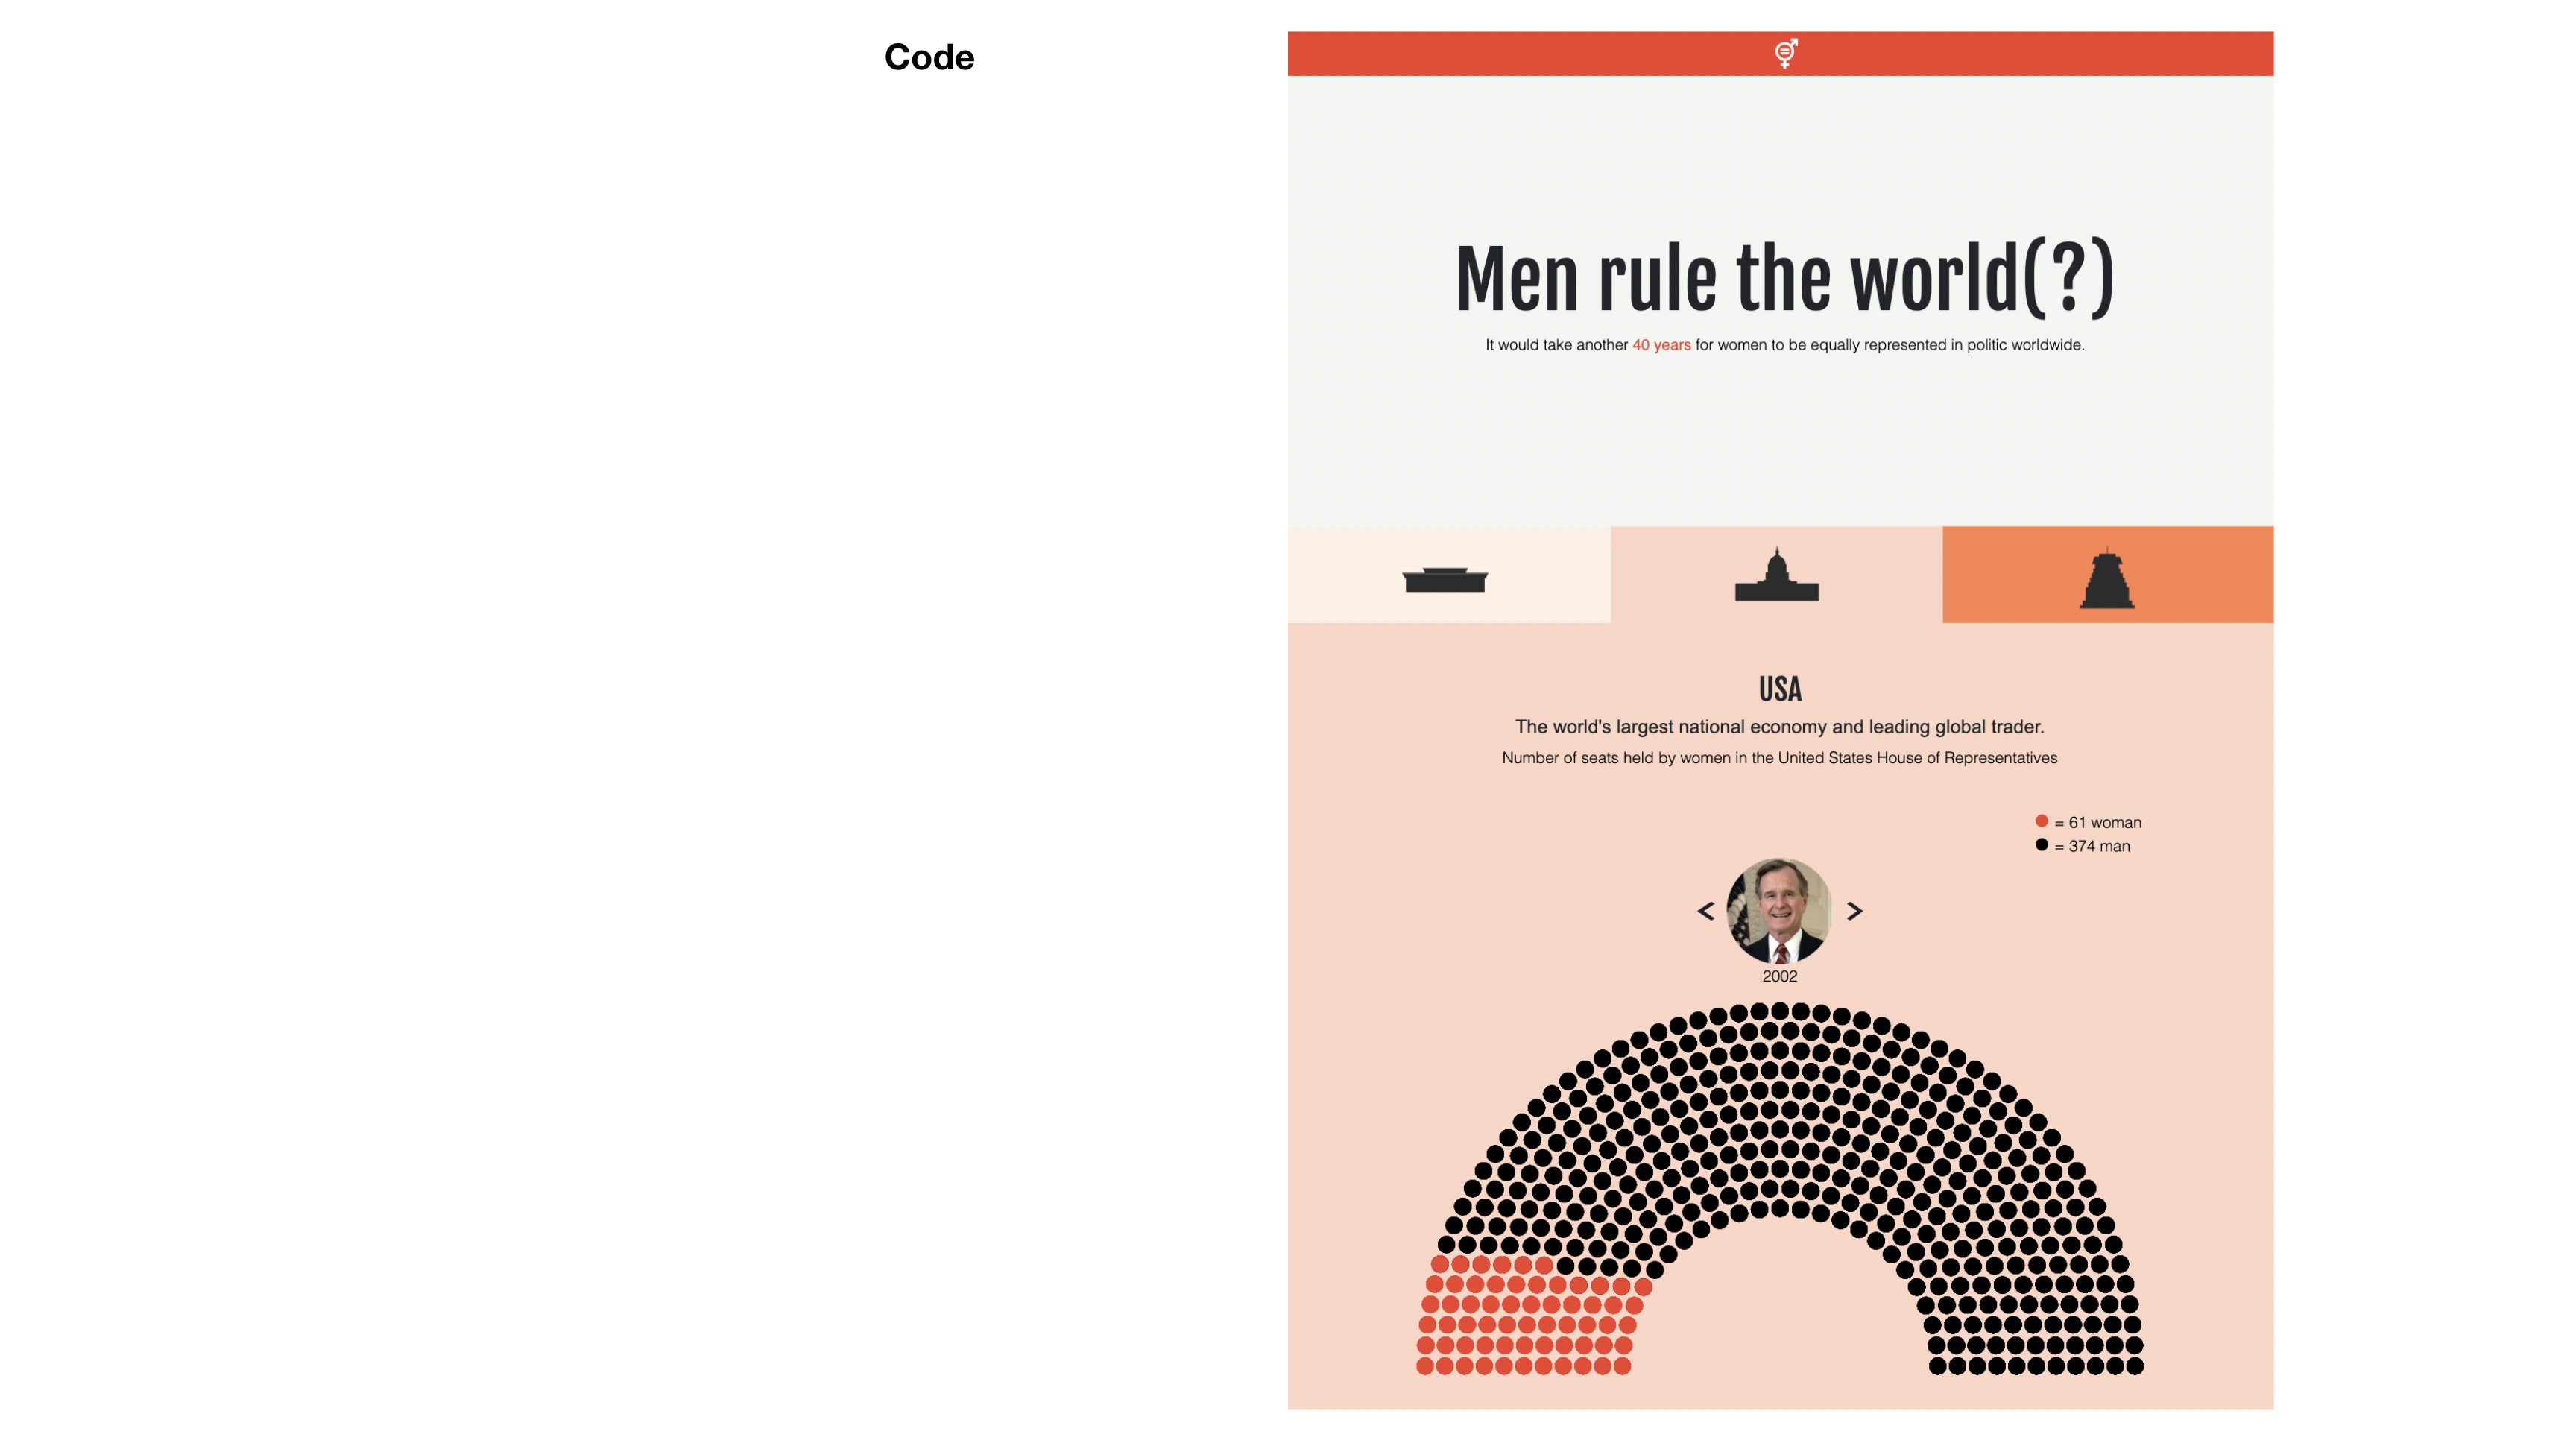 Code
Men rule the world(?)
It would take another 40 years for women to be equally represented in politic worldwide.
USA
The world's largest national economy and leading global trader.
Number of seats held by women in the United States House of Representatives
= 61 woman
= 374 man
< >
2002